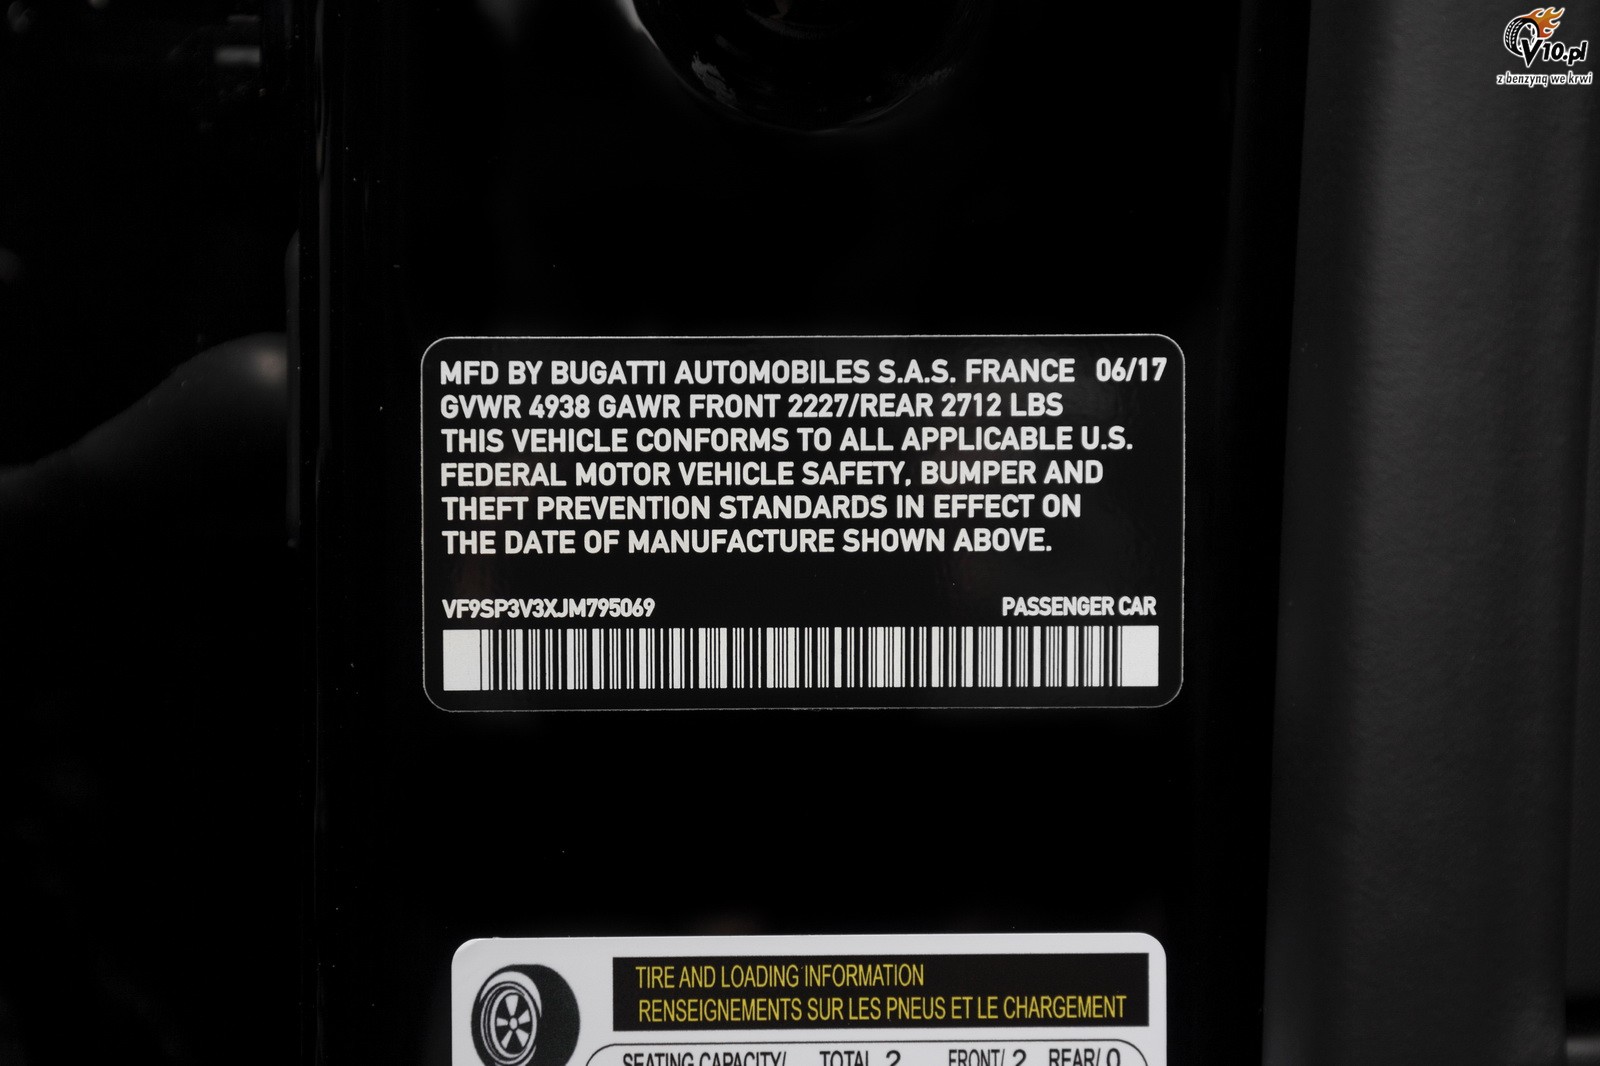 V10.pl
z benzyną we krwi
MFD BY BUGATTI AUTOMOBILES S.A.S. FRANCE 06/17
GVWR 4938 GAWR FRONT 2227/REAR 2712 LBS
THIS VEHICLE CONFORMS TO ALL APPLICABLE U.S.
FEDERAL MOTOR VEHICLE SAFETY, BUMPER AND
THEFT PREVENTION STANDARDS IN EFFECT ON
THE DATE OF MANUFACTURE SHOWN ABOVE.
VF9SP3V3XJM795069 PASSENGER CAR
TIRE AND LOADING INFORMATION
RENSEIGNEMENTS SUR LES PNEUS ET LE CHARGEMENT
SEATING CAPACITY/ TOTAL 2 FRONT/ 2 REAR/ 0